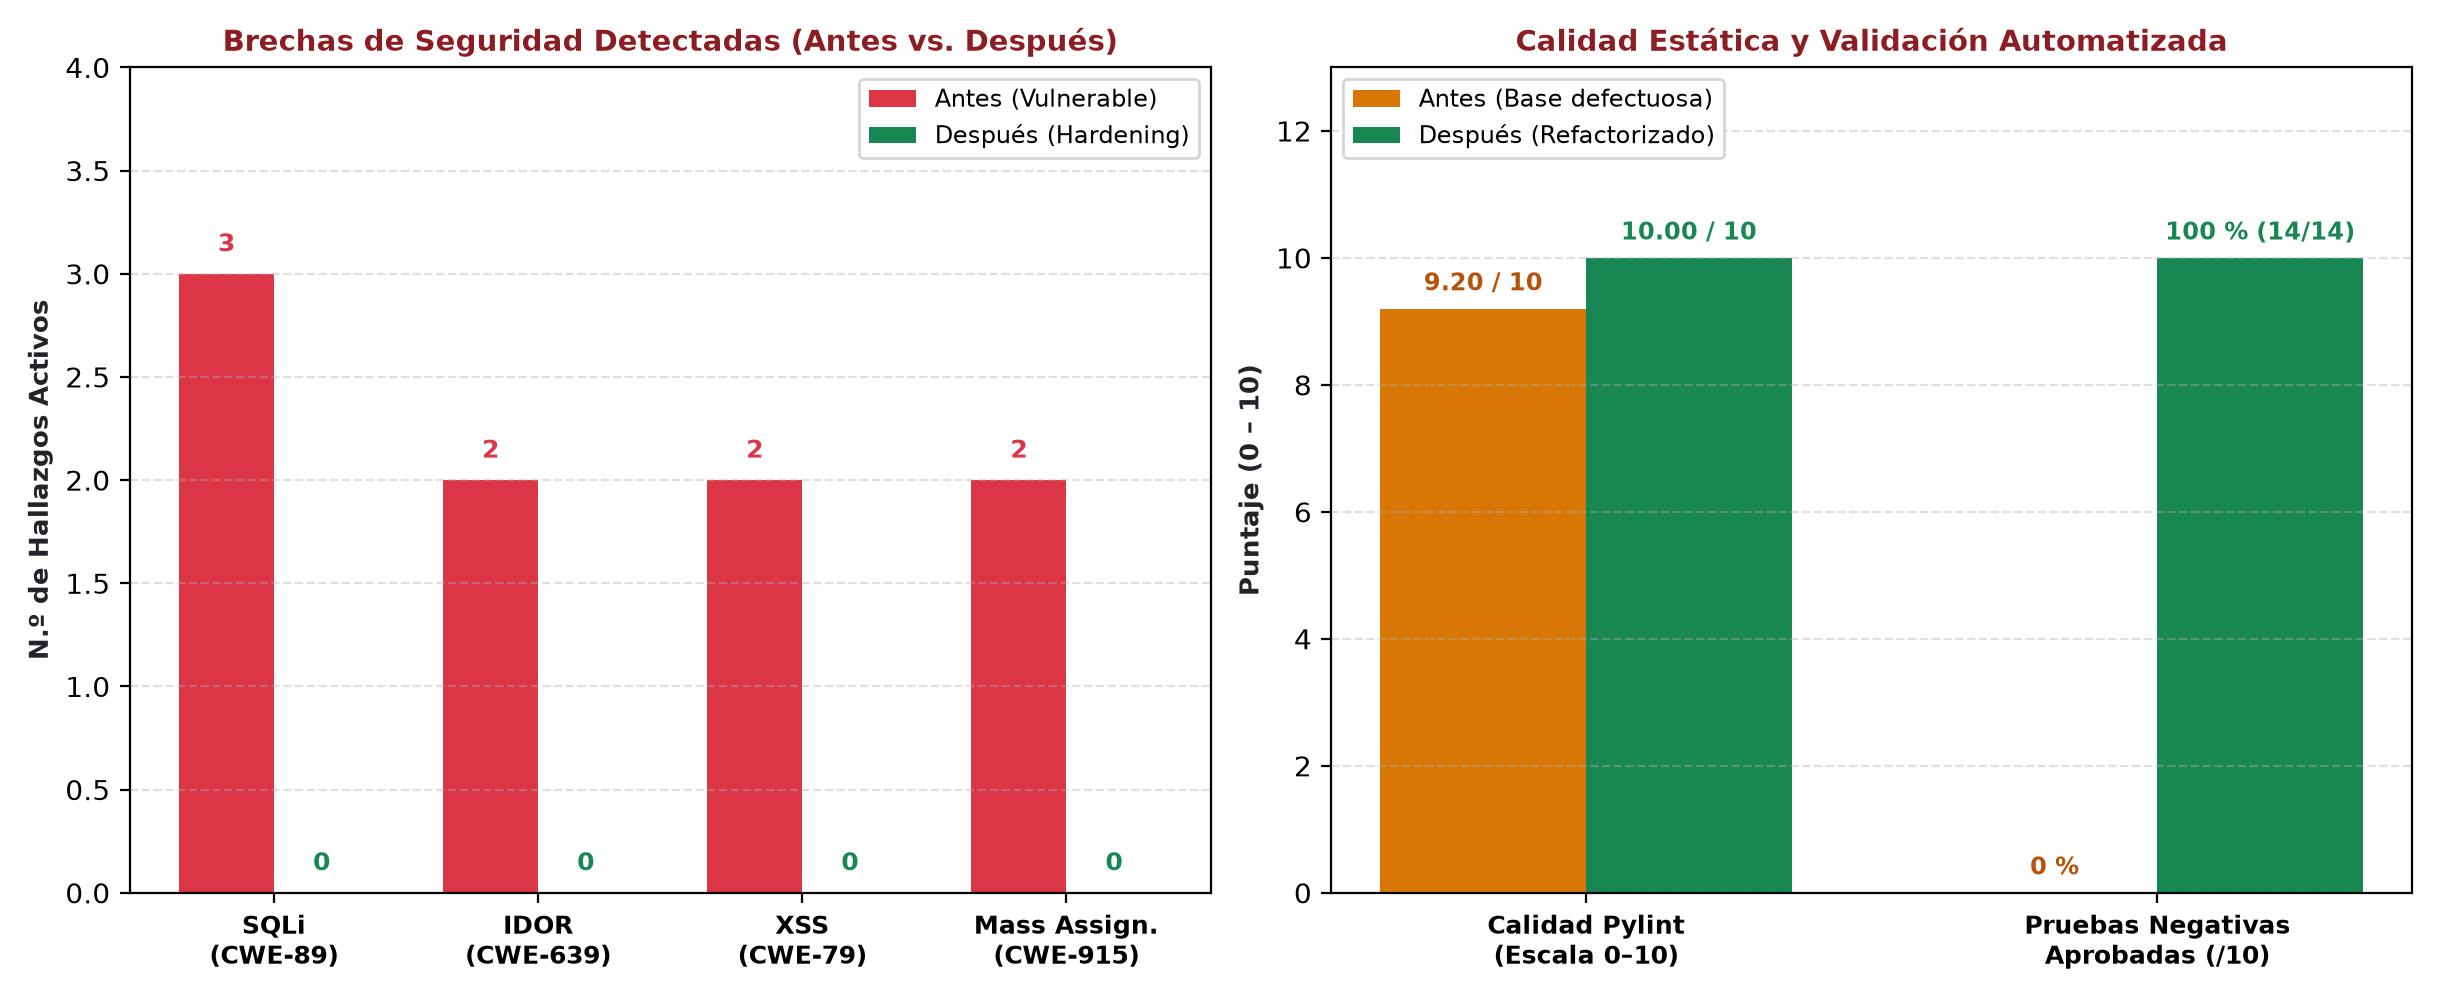 Brechas de Seguridad Detectadas (Antes vs. Después)
N.º de Hallazgos Activos
4.0
3.5
3.0
2.5
2.0
1.5
1.0
0.5
0.0
Antes (Vulnerable)
Después (Hardening)
3
0
2
0
2
0
2
0
SQLi
(CWE-89)
IDOR
(CWE-639)
XSS
(CWE-79)
Mass Assign.
(CWE-915)
Calidad Estática y Validación Automatizada
Puntaje (0 – 10)
12
10
8
6
4
2
0
Antes (Base defectuosa)
Después (Refactorizado)
9.20 / 10
10.00 / 10
0 %
100 % (14/14)
Calidad Pylint
(Escala 0–10)
Pruebas Negativas
Aprobadas (/10)